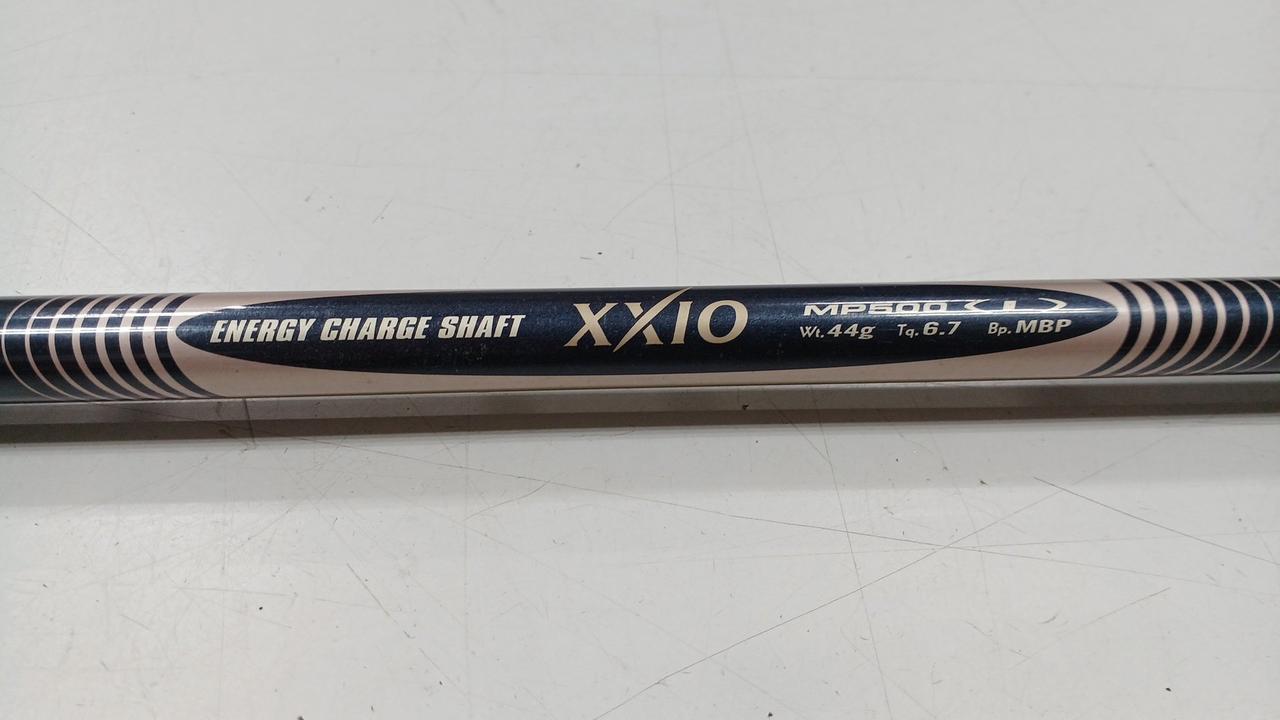 ENERGY CHARGE SHAFT XXIO MP500 L
Wt. 44g Tq. 6.7 Bp. MBP